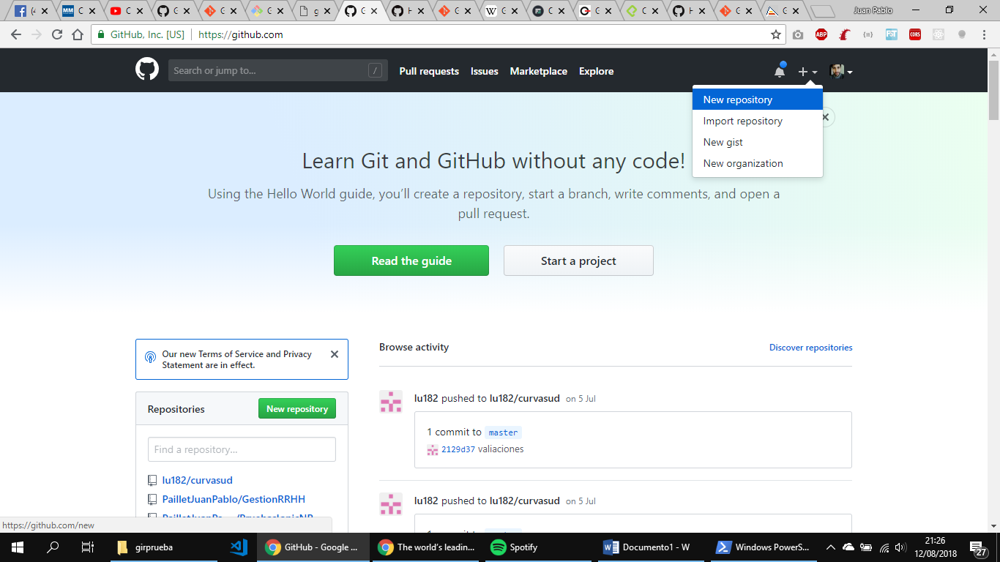 Juan Pablo
GitHub, Inc. [US]
https://github.com
ABP
PST
CORS
Search or jump to...
/
Pull requests
Issues
Marketplace
Explore
New repository
Import repository
New gist
New organization
Learn Git and GitHub without any code!
Using the Hello World guide, you’ll create a repository, start a branch, write comments, and open a
pull request.
Read the guide
Start a project
Our new Terms of Service and Privacy
Statement are in effect.
Repositories
New repository
Find a repository...
lu182/curvasud
PailletJuanPablo/GestionRRHH
Browse activity
Discover repositories
lu182 pushed to lu182/curvasud on 5 Jul
1 commit to master
2129d37 valiaciones
lu182 pushed to lu182/curvasud on 5 Jul
https://github.com/new
girprueba
GitHub - Google ...
The world's leadin...
Spotify
Documento1 - W
Windows PowerS...
21:26
12/08/2018
27